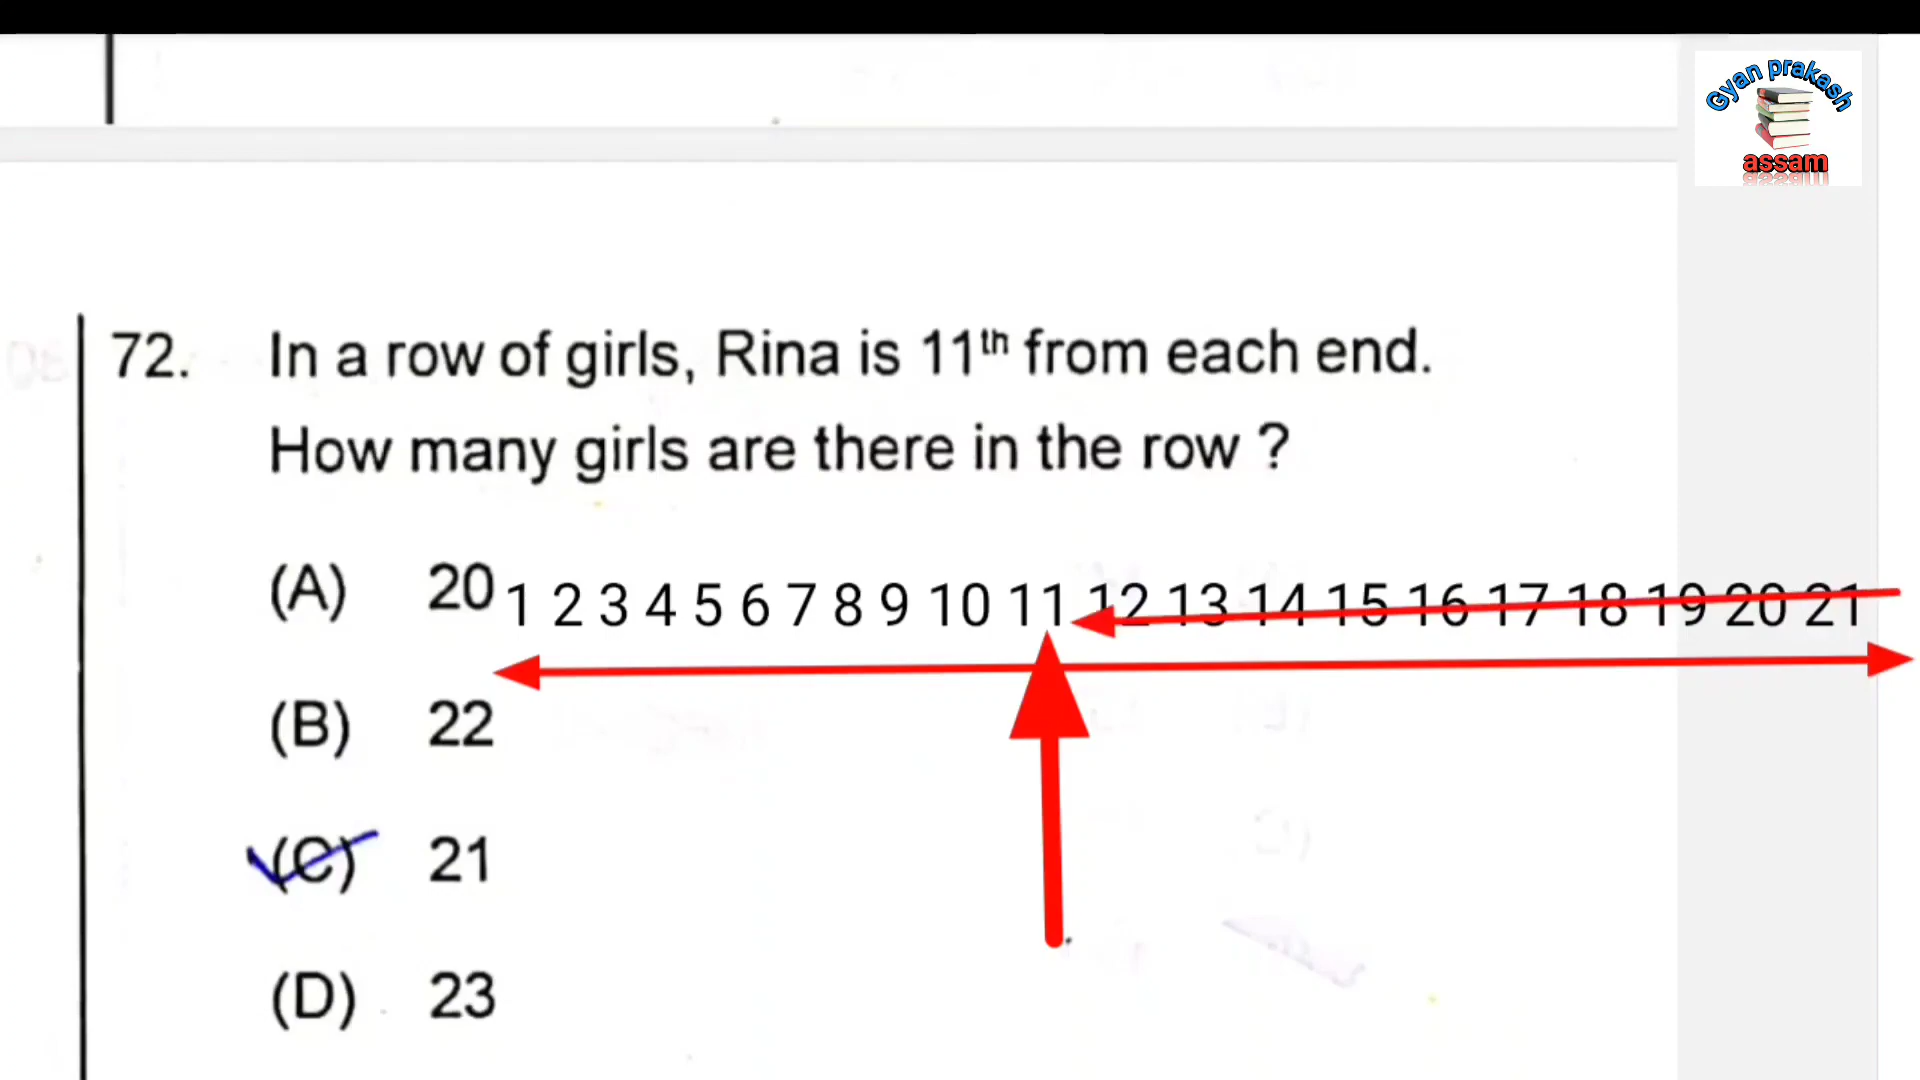 Gyan prakash
assam
72. In a row of girls, Rina is 11th from each end.
How many girls are there in the row ?
(A) 20
1 2 3 4 5 6 7 8 9 10 11 12 13 14 15 16 17 18 19 20 21
(B) 22
(C) 21
(D) 23